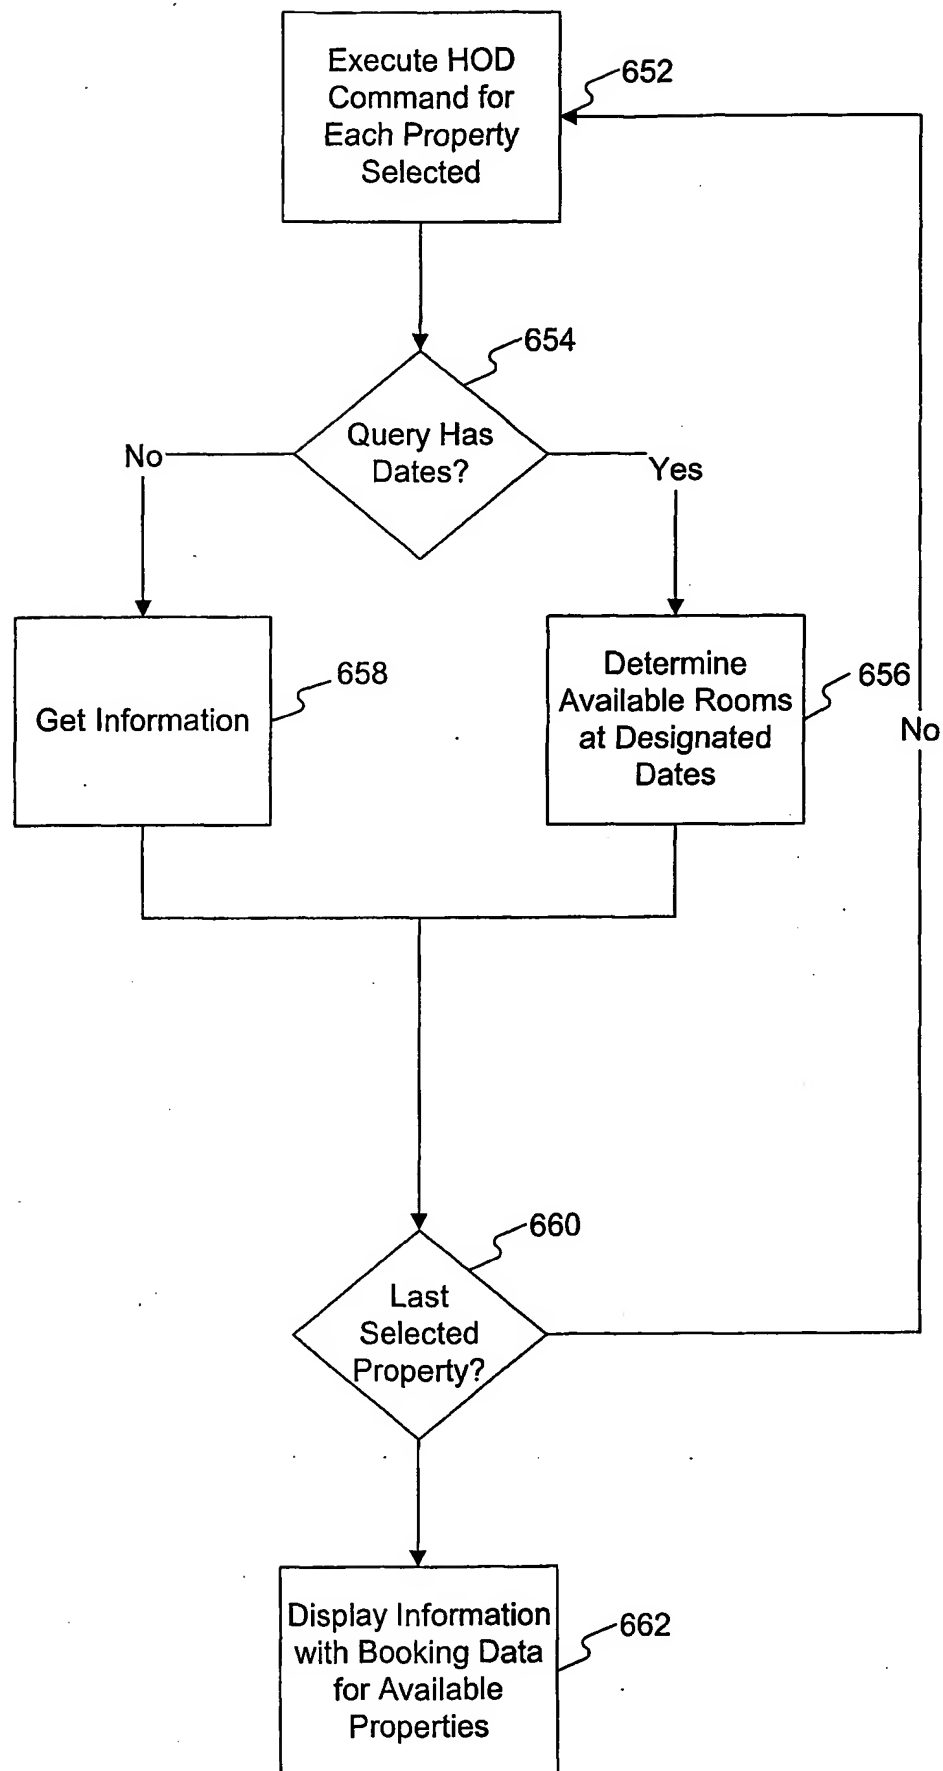 Execute HOD
Command for
Each Property
Selected
652
654
Query Has
Dates?
No
Yes
Get Information
658
Determine
Available Rooms
at Designated
Dates
656
No
660
Last
Selected
Property?
Display Information
with Booking Data
for Available
Properties
662